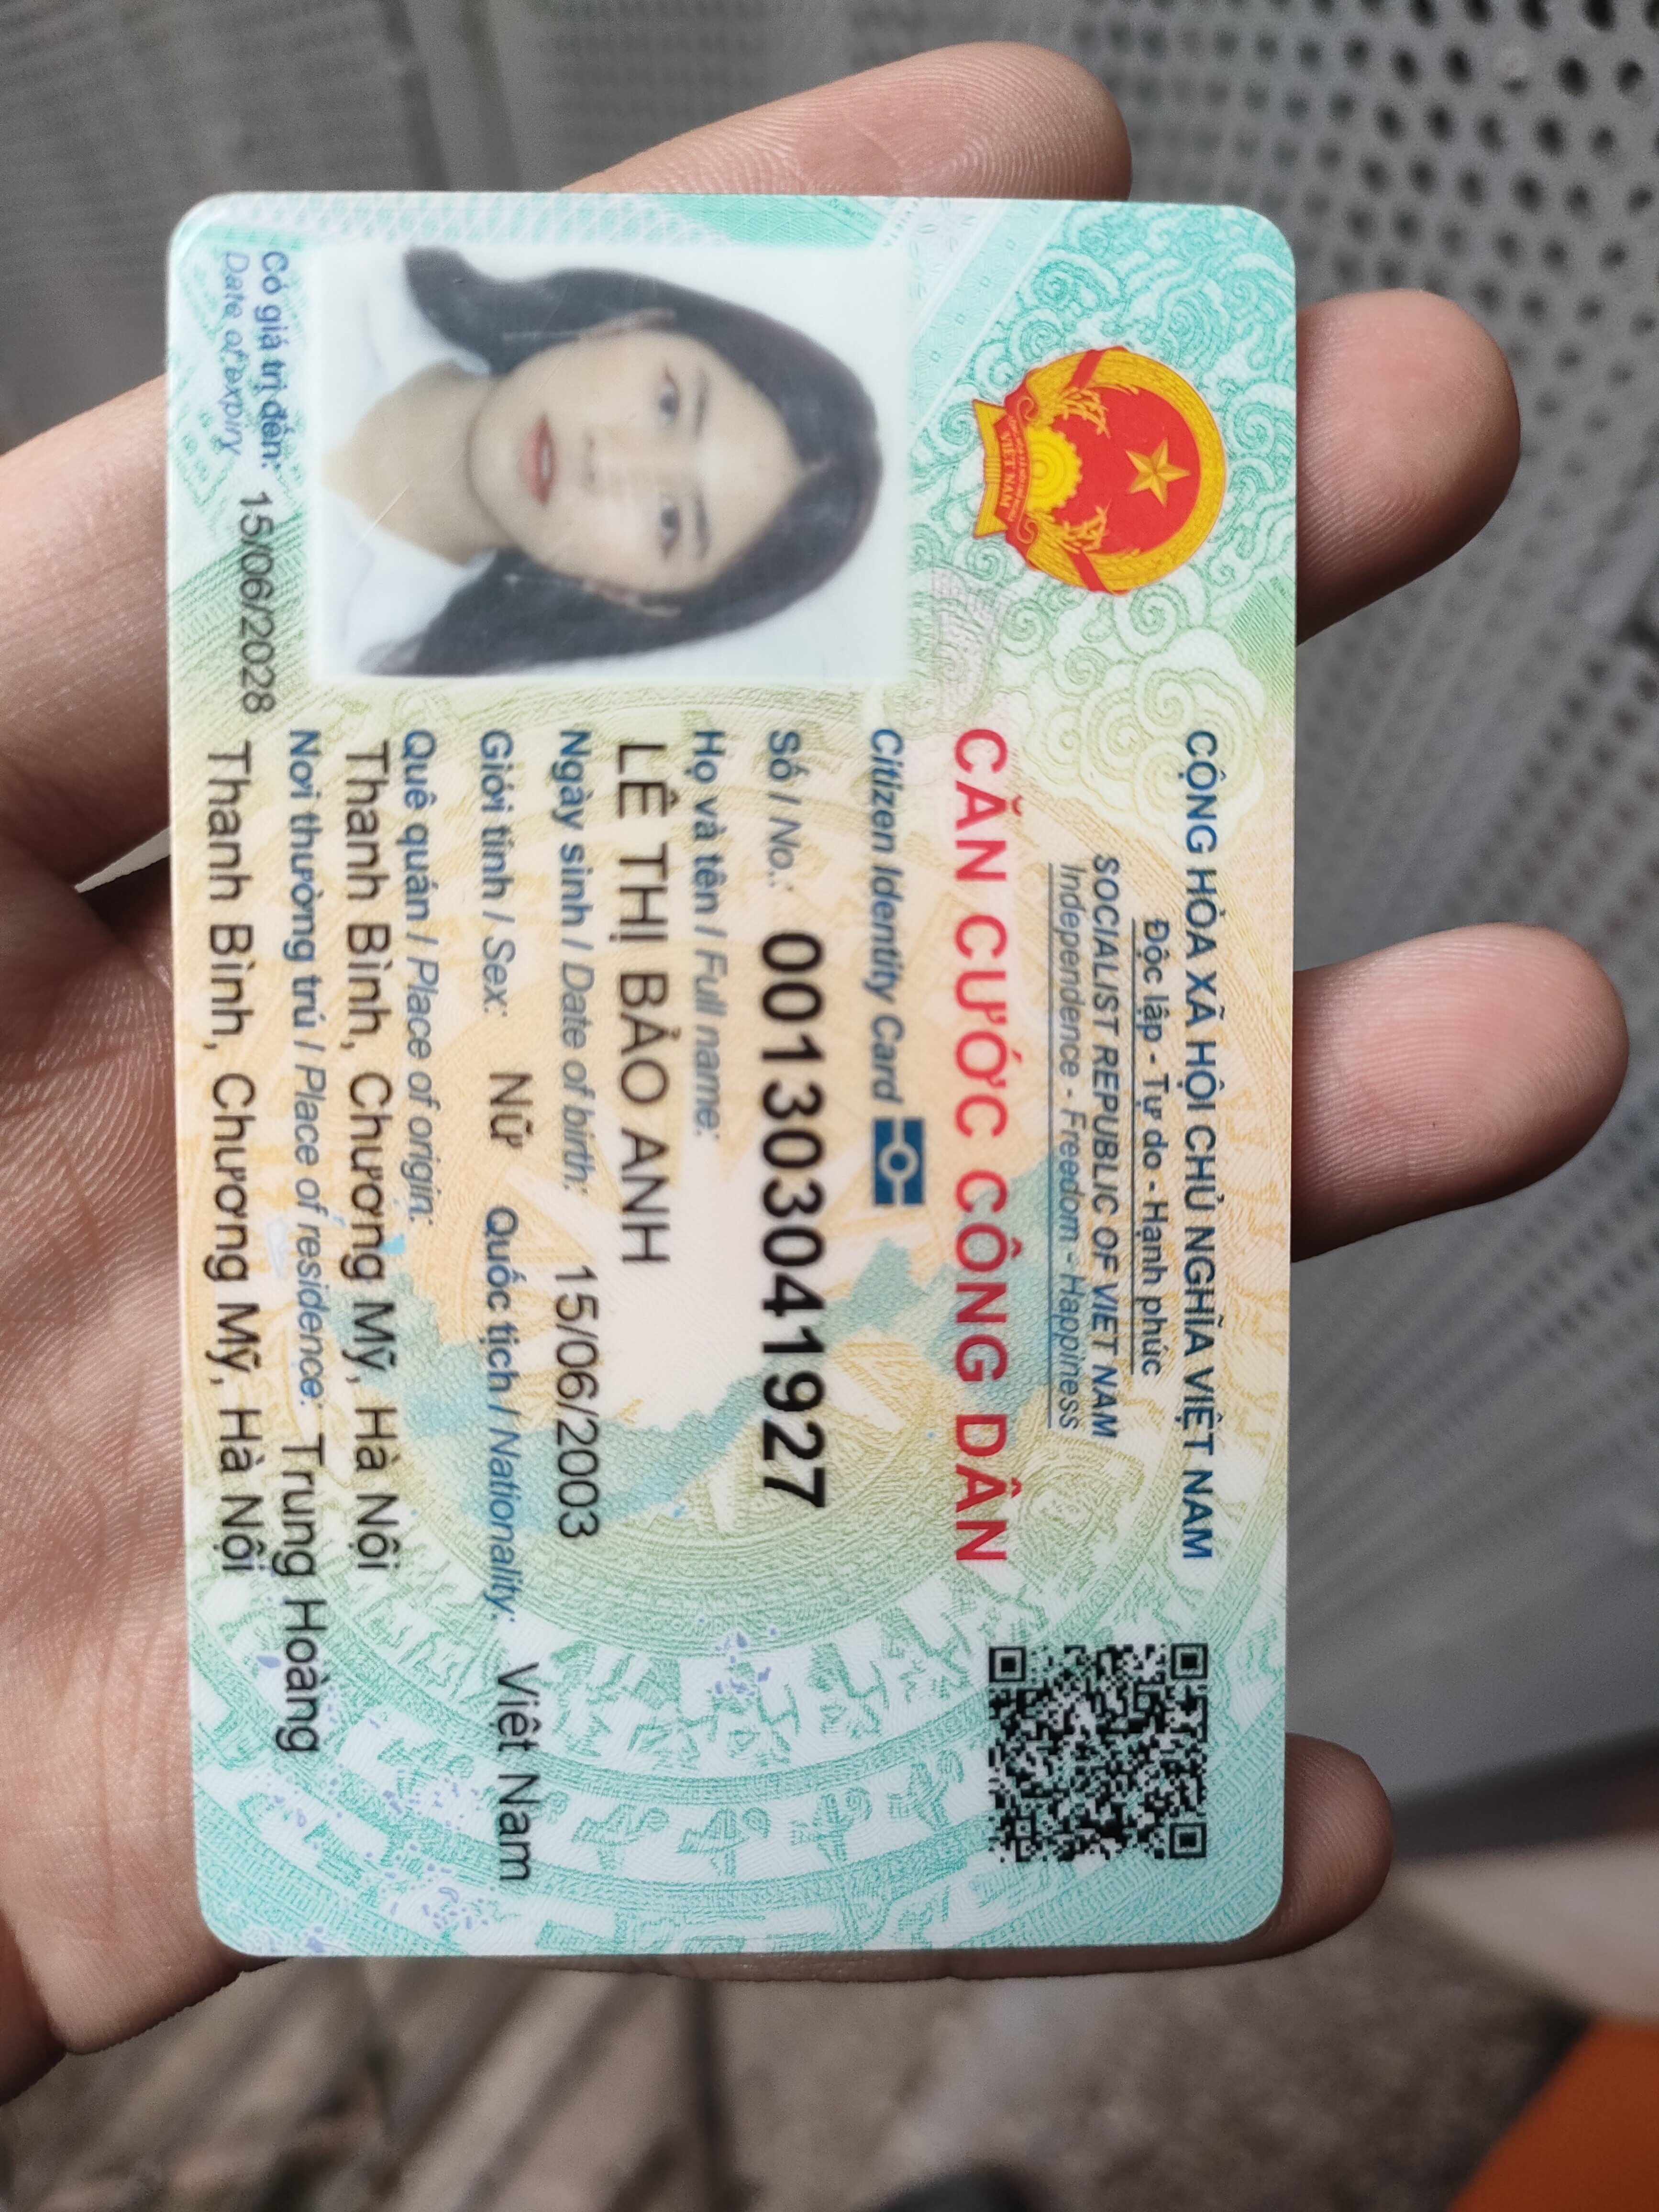 CỘNG HÒA XÃ HỘI CHỦ NGHĨA VIỆT NAM
Độc lập - Tự do - Hạnh phúc
SOCIALIST REPUBLIC OF VIET NAM
Independence - Freedom - Happiness
CĂN CƯỚC CÔNG DÂN
Citizen Identity Card
Số / No.: 001303041927
Họ và tên / Full name:
LÊ THỊ BẢO ANH
Ngày sinh / Date of birth: 15/06/2003
Giới tính / Sex: Nữ Quốc tịch / Nationality: Việt Nam
Quê quán / Place of origin:
Thanh Bình, Chương Mỹ, Hà Nội
Nơi thường trú / Place of residence: Trung Hoàng
Thanh Bình, Chương Mỹ, Hà Nội
Có giá trị đến: 15/06/2028
Date of expiry
VIỆT NAM